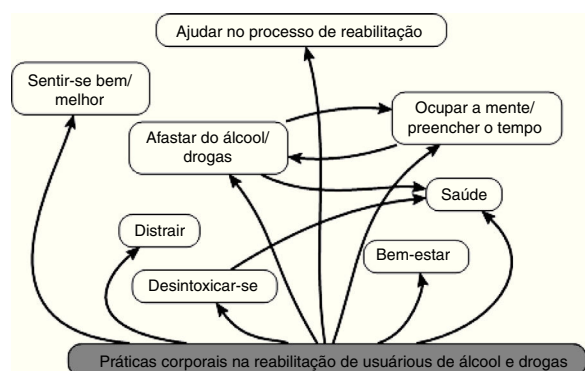 Ajudar no processo de reabilitação
Sentir-se bem/
melhor
Ocupar a mente/
preencher o tempo
Afastar do álcool/
drogas
Saúde
Distrair
Bem-estar
Desintoxicar-se
Práticas corporais na reabilitação de usuárious de álcool e drogas